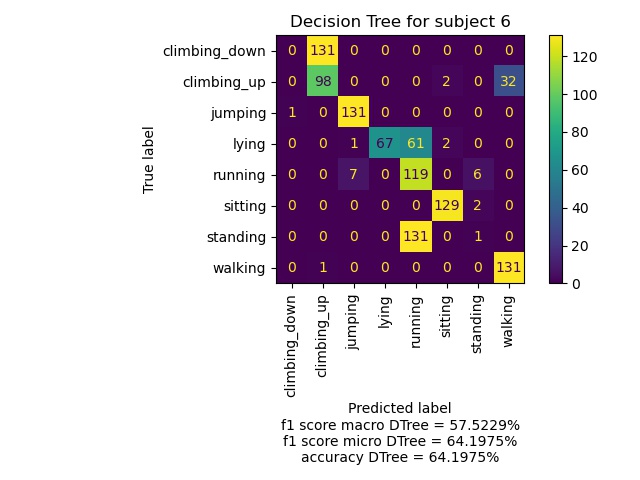 Decision Tree for subject 6
True label
climbing_down 0 131 0 0 0 0 0 0
climbing_up 0 98 0 0 0 2 0 32
jumping 1 0 131 0 0 0 0 0
lying 0 0 1 67 61 2 0 0
running 0 0 7 0 119 0 6 0
sitting 0 0 0 0 0 129 2 0
standing 0 0 0 0 131 0 1 0
walking 0 1 0 0 0 0 0 131
climbing_down
climbing_up
jumping
lying
running
sitting
standing
walking
120
100
80
60
40
20
0
Predicted label
f1 score macro DTree = 57.5229%
f1 score micro DTree = 64.1975%
accuracy DTree = 64.1975%